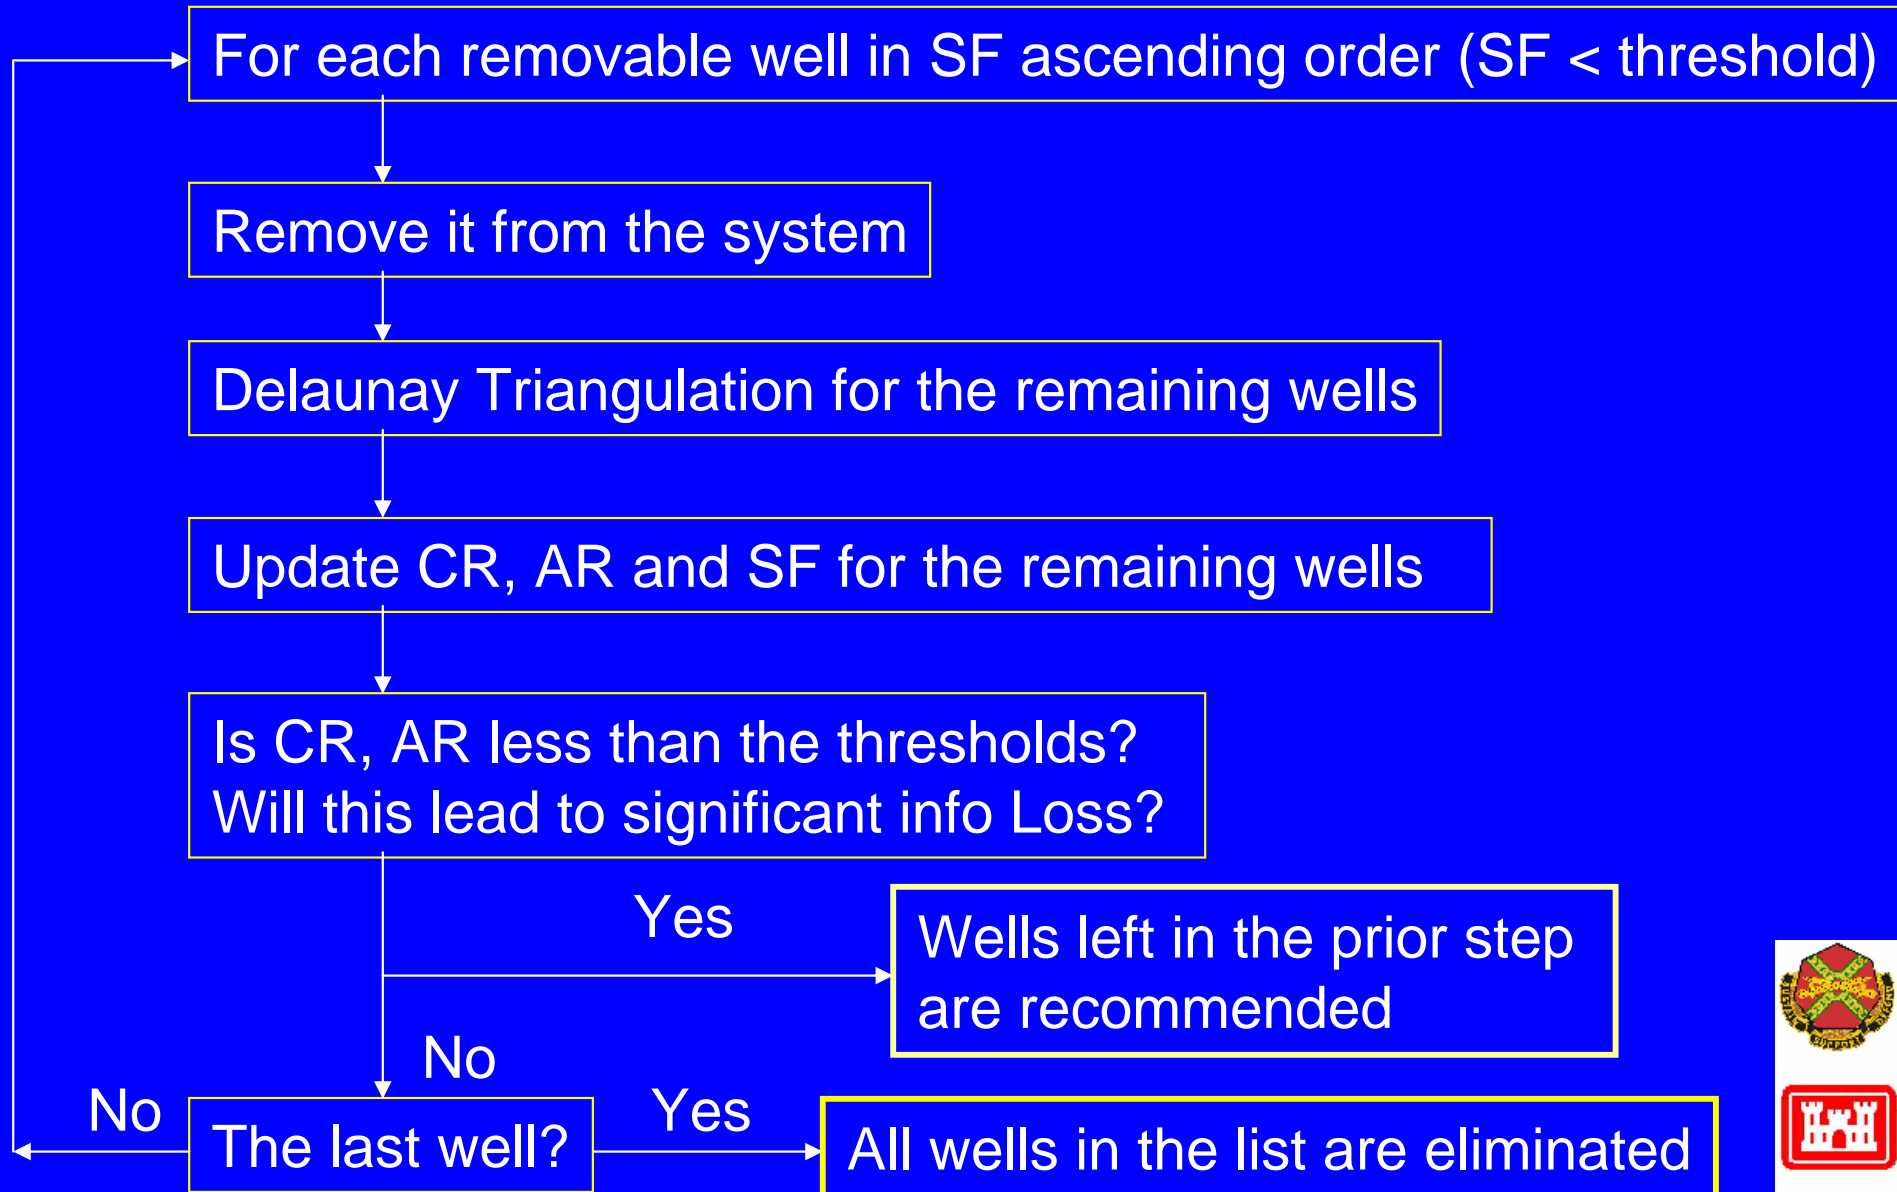 For each removable well in SF ascending order (SF < threshold)
Remove it from the system
Delaunay Triangulation for the remaining wells
Update CR, AR and SF for the remaining wells
Is CR, AR less than the thresholds?
Will this lead to significant info Loss?
Yes
Wells left in the prior step
are recommended
No
No
The last well?
Yes
All wells in the list are eliminated
SUPPORT